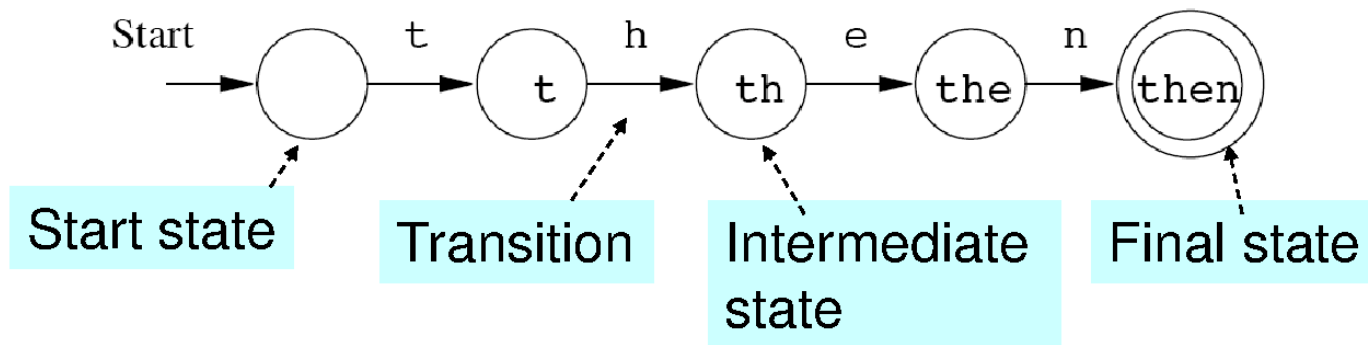 Start
t h e n
t th the then
Start state
Transition
Intermediate
state
Final state